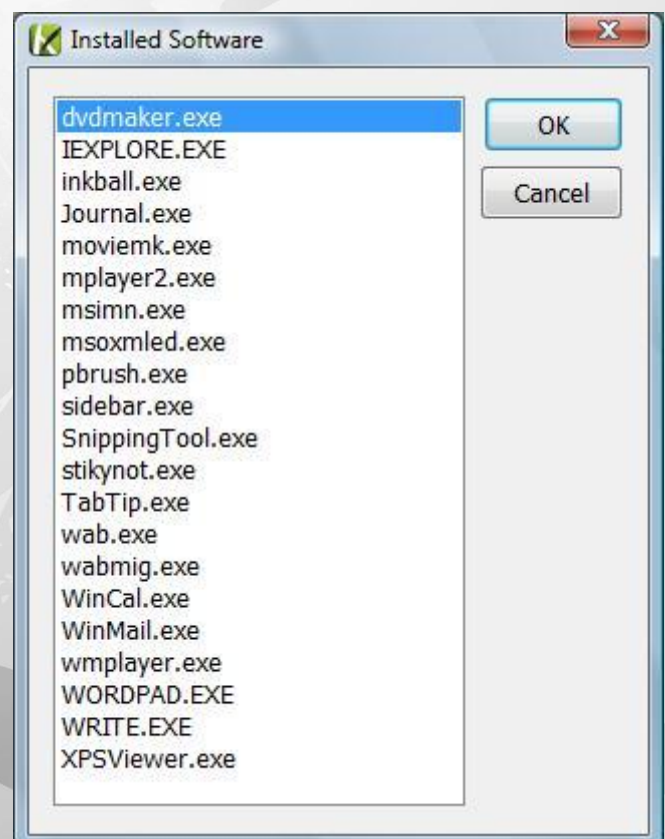 Installed Software
dvdmaker.exe
IEXPLORE.EXE
inkball.exe
Journal.exe
moviemk.exe
mplayer2.exe
msimn.exe
msoxmled.exe
pbrush.exe
sidebar.exe
SnippingTool.exe
stikynot.exe
TabTip.exe
wab.exe
wabmig.exe
WinCal.exe
WinMail.exe
wmplayer.exe
WORDPAD.EXE
WRITE.EXE
XPSViewer.exe
OK
Cancel